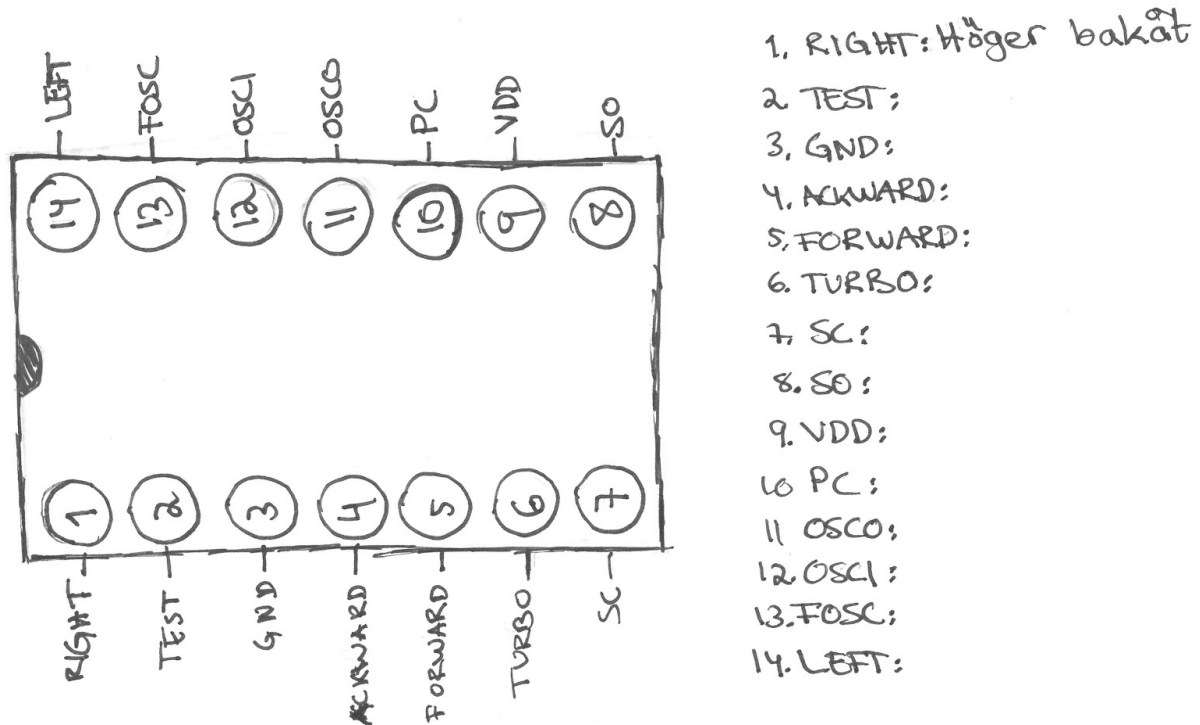 LEFT
FOSC
OSCI
OSCO
PC
VDD
SO
14
13
12
11
10
9
8
1
2
3
4
5
6
7
RIGHT
TEST
GND
ACKWARD
FORWARD
TURBO
SC
1. RIGHT: Höger bakåt
2 TEST:
3. GND:
4. ACKWARD:
5. FORWARD:
6. TURBO:
7. SC:
8. SO:
9. VDD:
10 PC:
11 OSCO:
12. OSCI:
13. FOSC:
14. LEFT: